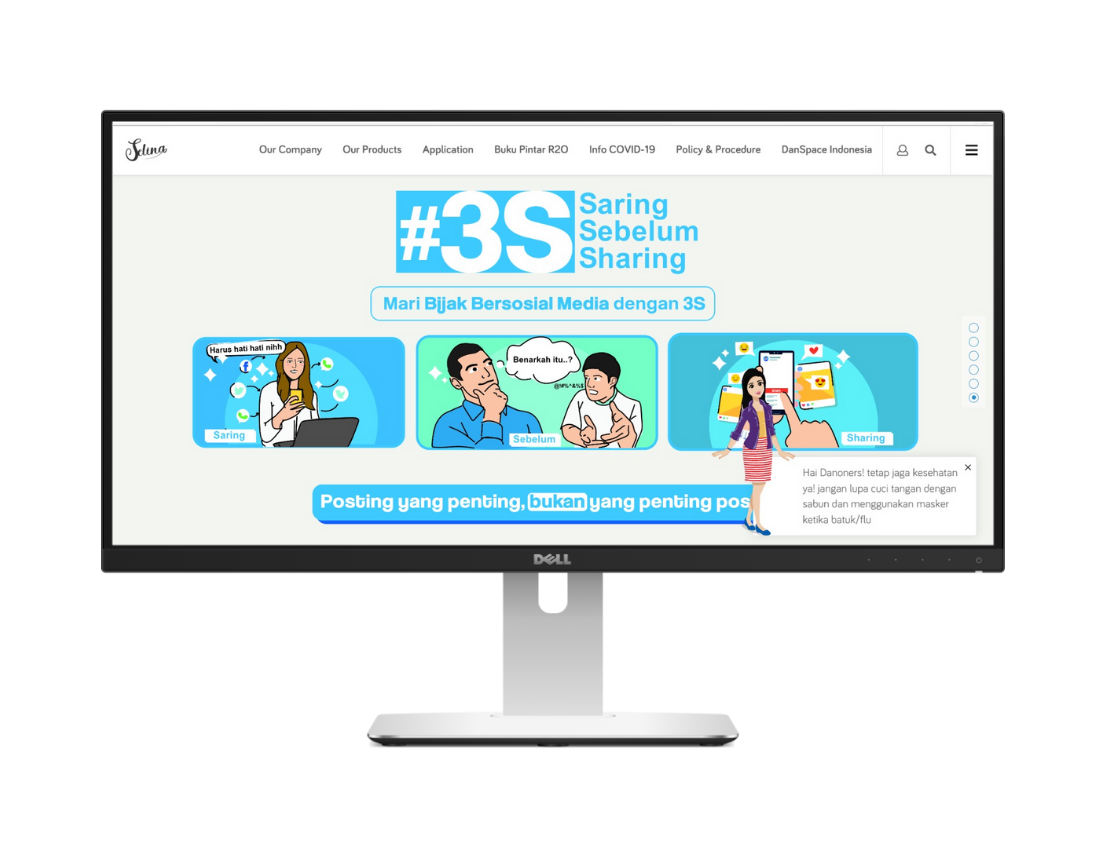 Selina
Our Company
Our Products
Application
Buku Pintar R2O
Info COVID-19
Policy & Procedure
DanSpace Indonesia
#3S
Saring
Sebelum
Sharing
Mari Bijak Bersosial Media dengan 3S
Harus hati hati nihh
Saring
Benarkah itu..?
@!#%^&%$
Sebelum
Sharing
Posting yang penting, bukan yang penting pos
Hai Danoners! tetap jaga kesehatan
ya! jangan lupa cuci tangan dengan
sabun dan menggunakan masker
ketika batuk/flu
DELL